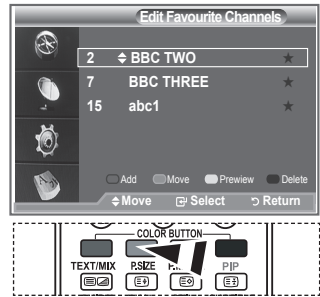 Edit Favourite Channels
2 BBC TWO
7 BBC THREE
15 abc1
Add Move Prewiew Delete
Move Select Return
COLOR BUTTON
TEXT/MIX P.SIZE PIP